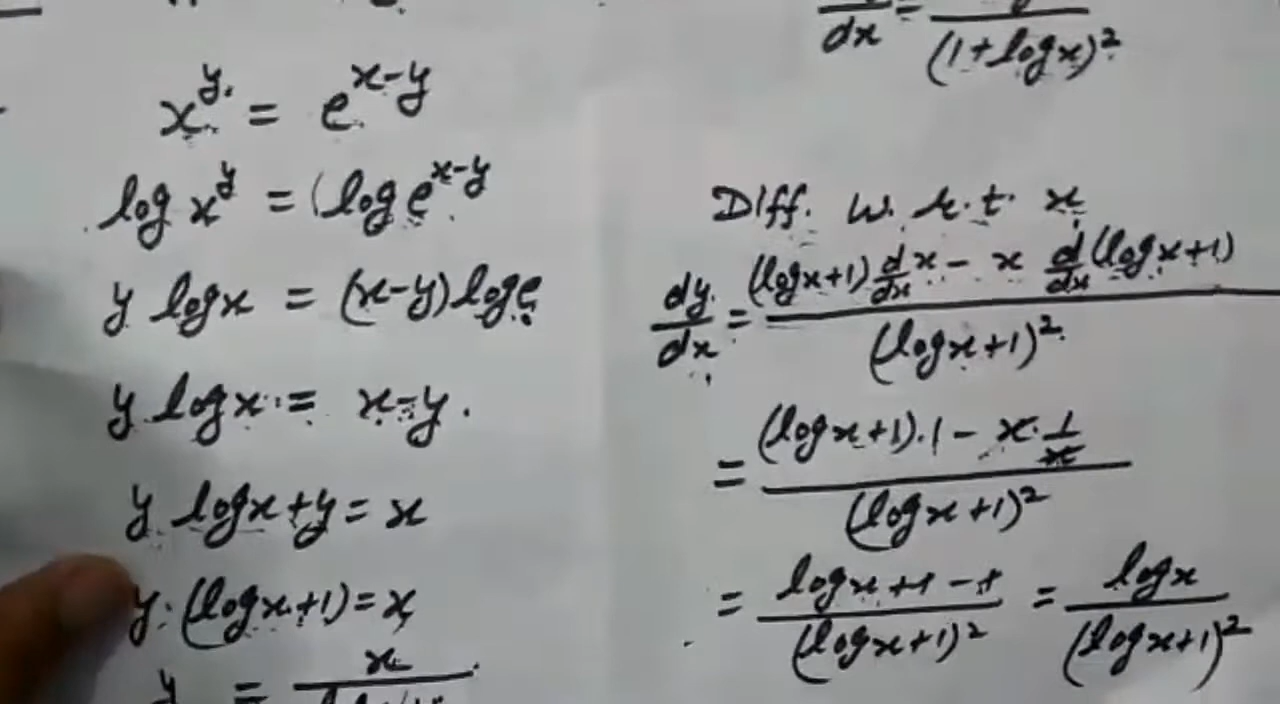 x^y = e^{x-y}
log x^y = (log e^{x-y}
y log x = (x-y) log e
y log x = x-y.
y log x + y = x
y. (log x + 1) = x
y = x/
dx = (1 + log x)^2
Diff. w. r. t. x
dy/dx = ((log x + 1) d/dx x - x d/dx (log x + 1)) / (log x + 1)^2
= ((log x + 1).1 - x. 1/x) / (log x + 1)^2
= (log x + 1 - 1) / (log x + 1)^2 = log x / (log x + 1)^2